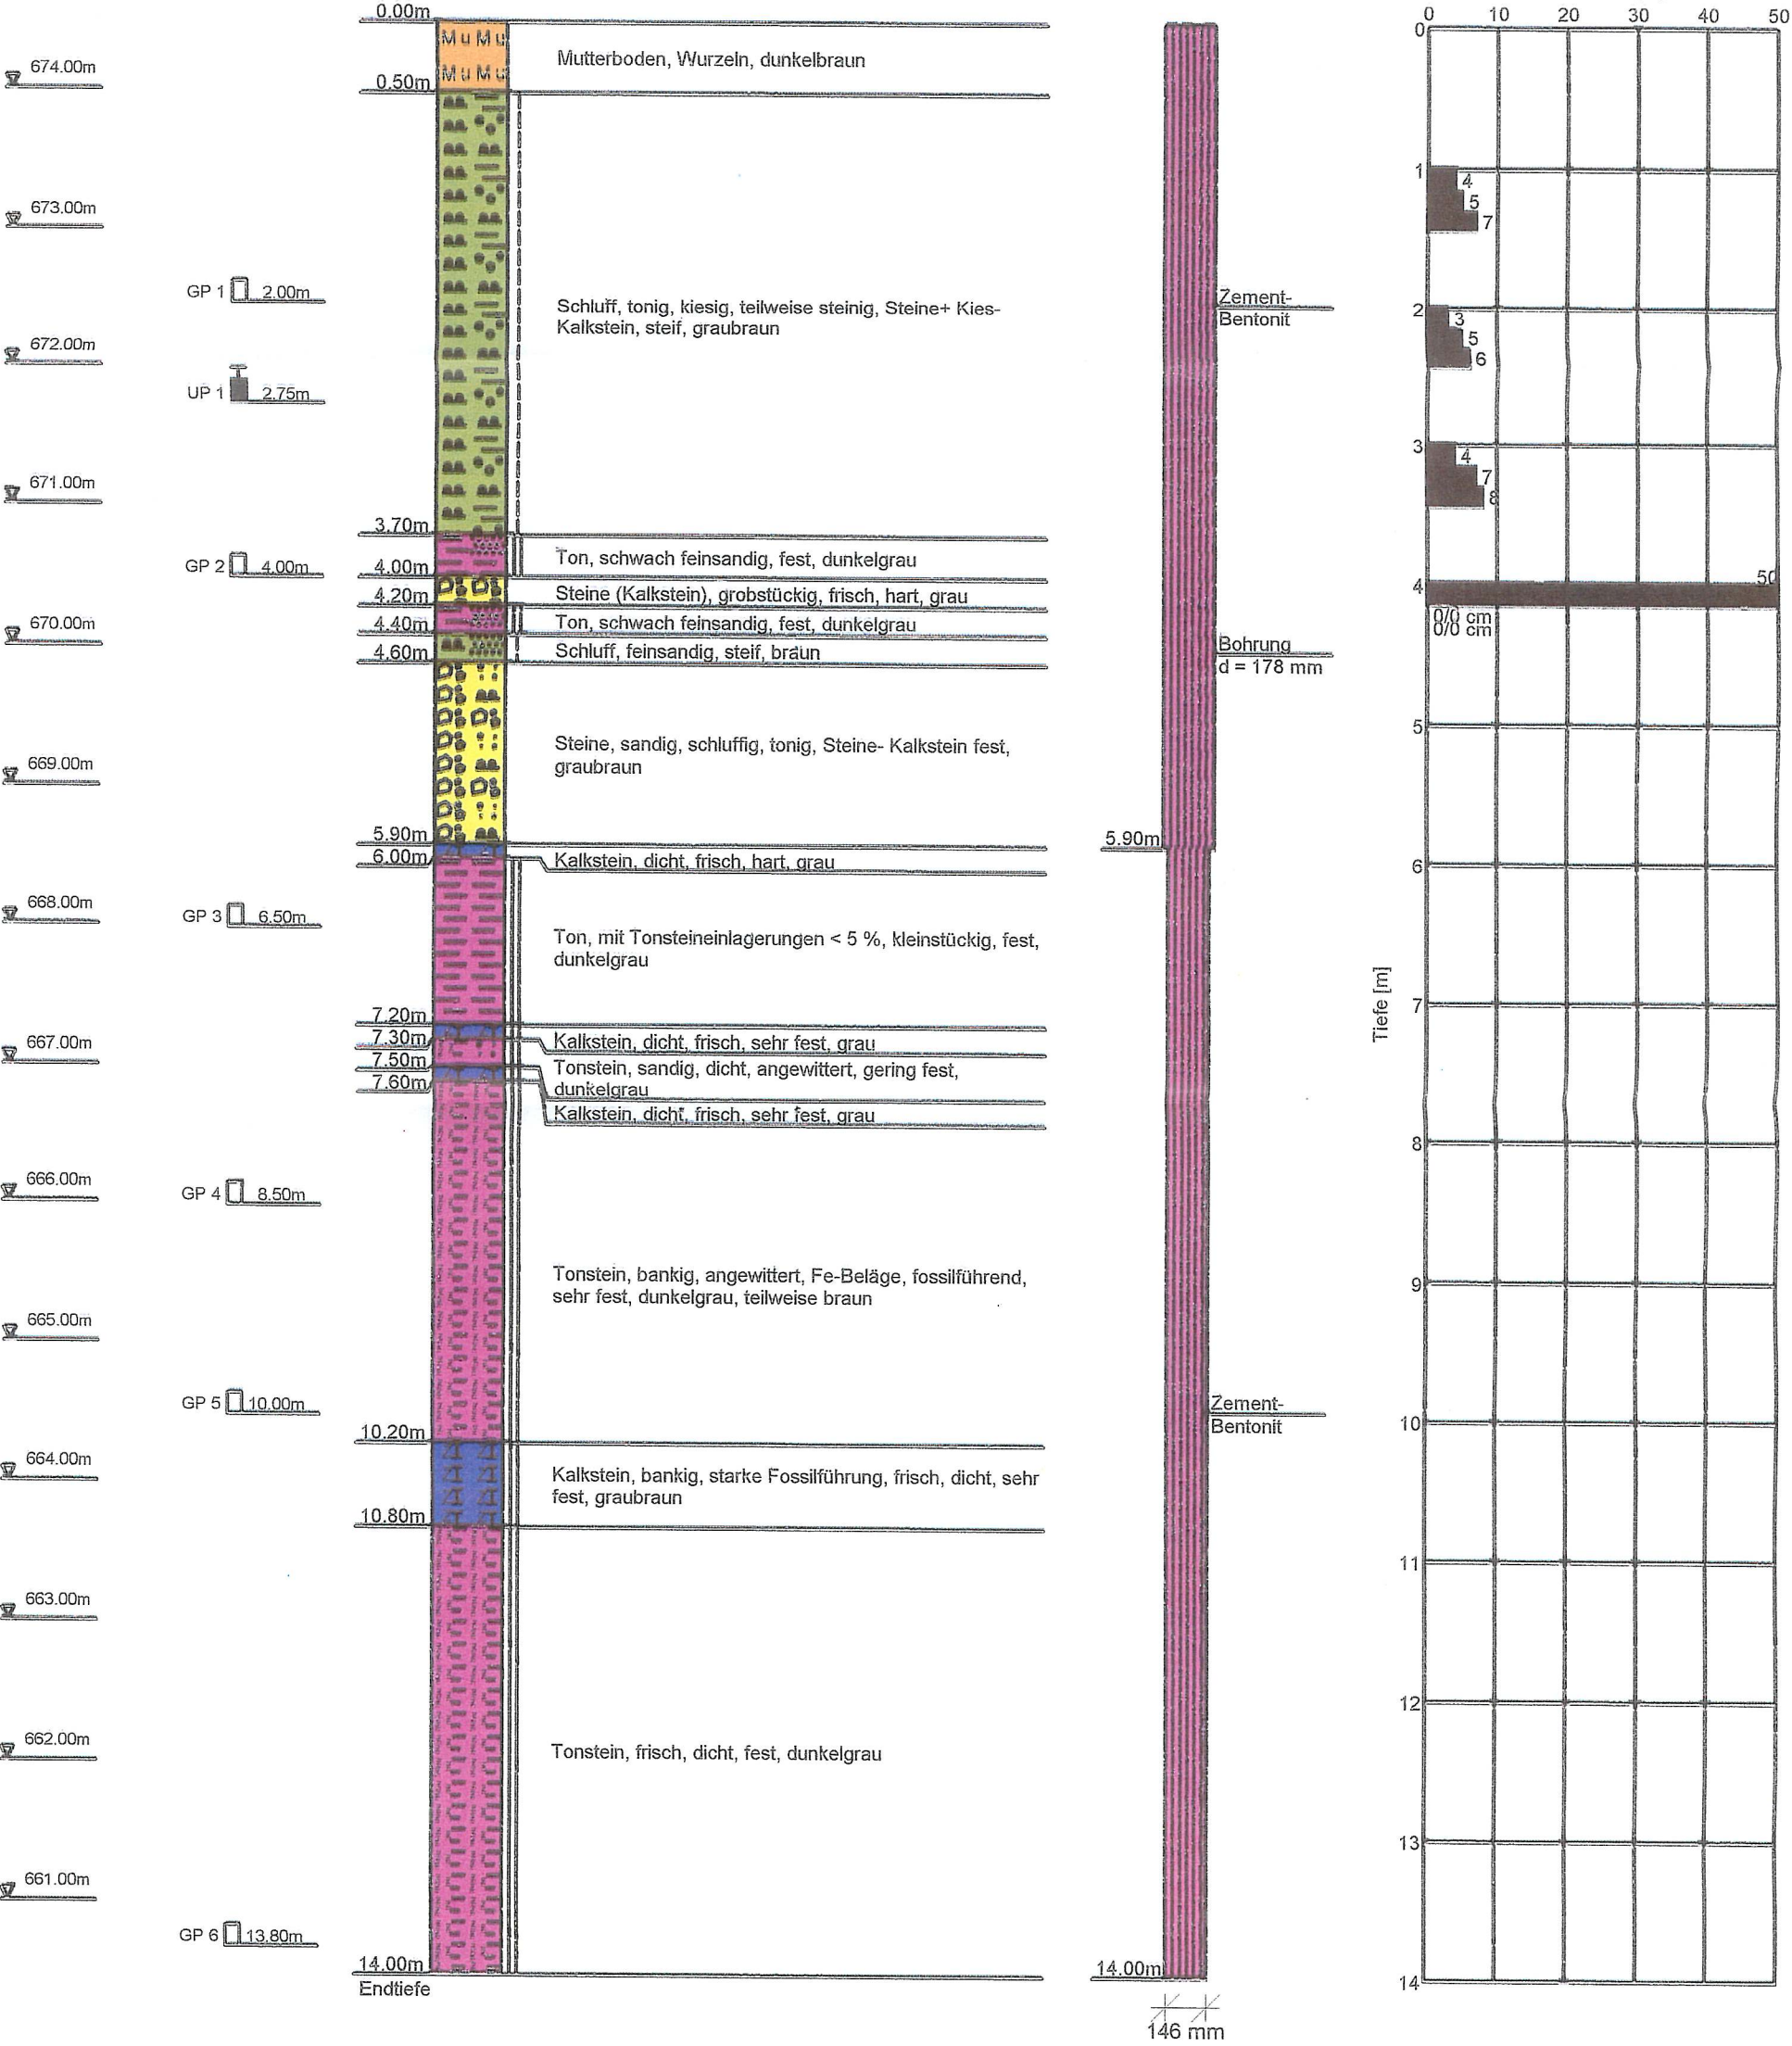 0.00m
M u M u
M u M u
Mutterboden, Wurzeln, dunkelbraun
0.50m
674.00m
673.00m
GP 1 2.00m
672.00m
UP 1 2.75m
671.00m
Schluff, tonig, kiesig, teilweise steinig, Steine+ Kies-
Kalkstein, steif, graubraun
3.70m
Ton, schwach feinsandig, fest, dunkelgrau
GP 2 4.00m
4.00m
Steine (Kalkstein), grobstückig, frisch, hart, grau
4.20m
670.00m
Ton, schwach feinsandig, fest, dunkelgrau
4.40m
Schluff, feinsandig, steif, braun
4.60m
Steine, sandig, schluffig, tonig, Steine- Kalkstein fest,
graubraun
669.00m
5.90m
6.00m
Kalkstein, dicht, frisch, hart, grau
668.00m
GP 3 6.50m
Ton, mit Tonsteineinlagerungen < 5 %, kleinstückig, fest,
dunkelgrau
7.20m
667.00m
7.30m
Kalkstein, dicht, frisch, sehr fest, grau
7.50m
Tonstein, sandig, dicht, angewittert, gering fest,
dunkelgrau
7.60m
Kalkstein, dicht, frisch, sehr fest, grau
666.00m
GP 4 8.50m
Tonstein, bankig, angewittert, Fe-Beläge, fossilführend,
sehr fest, dunkelgrau, teilweise braun
665.00m
GP 5 10.00m
10.20m
664.00m
Kalkstein, bankig, starke Fossilführung, frisch, dicht, sehr
fest, graubraun
10.80m
663.00m
662.00m
Tonstein, frisch, dicht, fest, dunkelgrau
661.00m
GP 6 13.80m
14.00m
Endtiefe
Zement-
Bentonit
Bohrung
d = 178 mm
5.90m
Zement-
Bentonit
14.00m
146 mm
0 10 20 30 40 50
Tiefe [m]
0
1
4
5
7
2
3
5
6
3
4
7
8
4
50
0/0 cm
0/0 cm
5
6
7
8
9
10
11
12
13
14